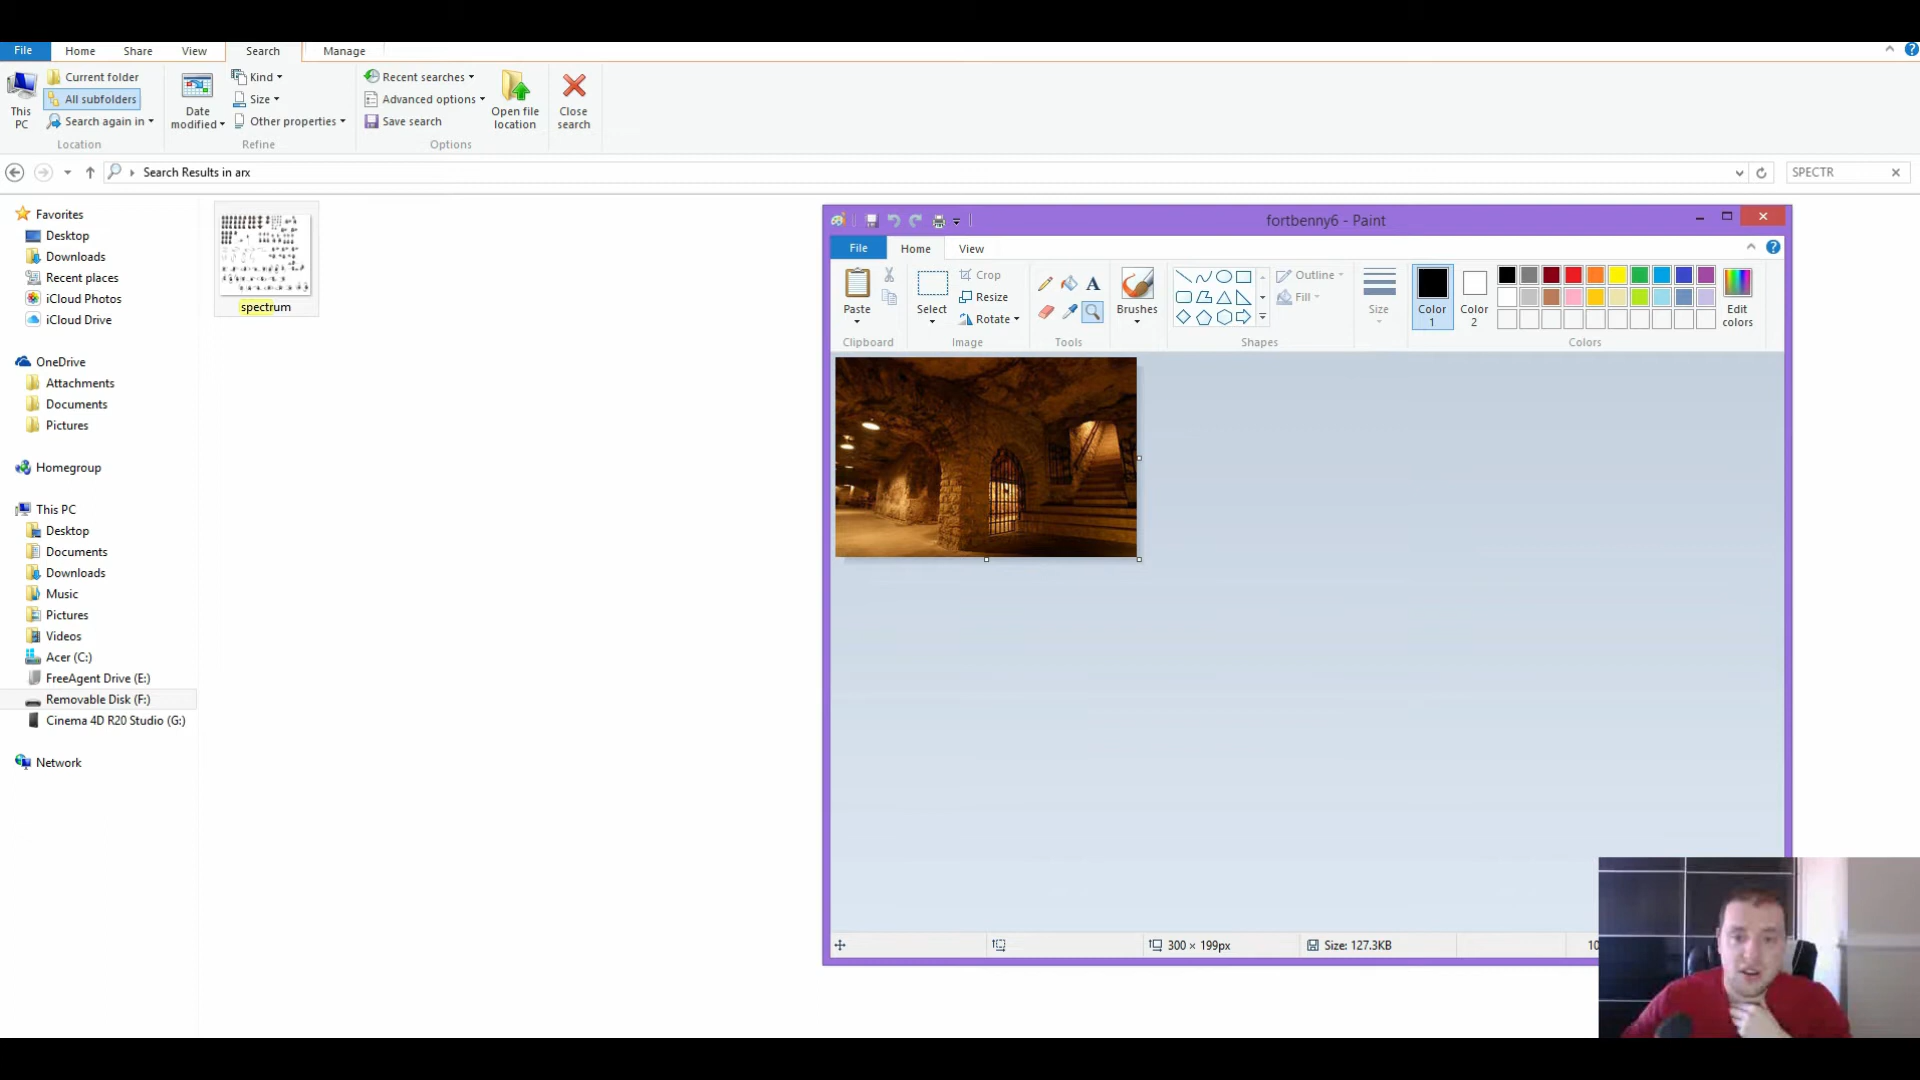 File Home Share View Search Manage
Current folder
All subfolders
Search again in
This PC
Location
Date modified
Kind
Size
Other properties
Refine
Recent searches
Advanced options
Save search
Open file location
Options
Close search
Search Results in arx
SPECTR
Favorites
Desktop
Downloads
Recent places
iCloud Photos
iCloud Drive
OneDrive
Attachments
Documents
Pictures
Homegroup
This PC
Desktop
Documents
Downloads
Music
Pictures
Videos
Acer (C:)
FreeAgent Drive (E:)
Removable Disk (F:)
Cinema 4D R20 Studio (G:)
Network
spectrum
fortbenny6 - Paint
File Home View
Paste
Clipboard
Select
Crop
Resize
Rotate
Image
A
Tools
Brushes
Shapes
Outline
Fill
Size
Color 1
Color 2
Edit colors
Colors
300 × 199px
Size: 127.3KB
10